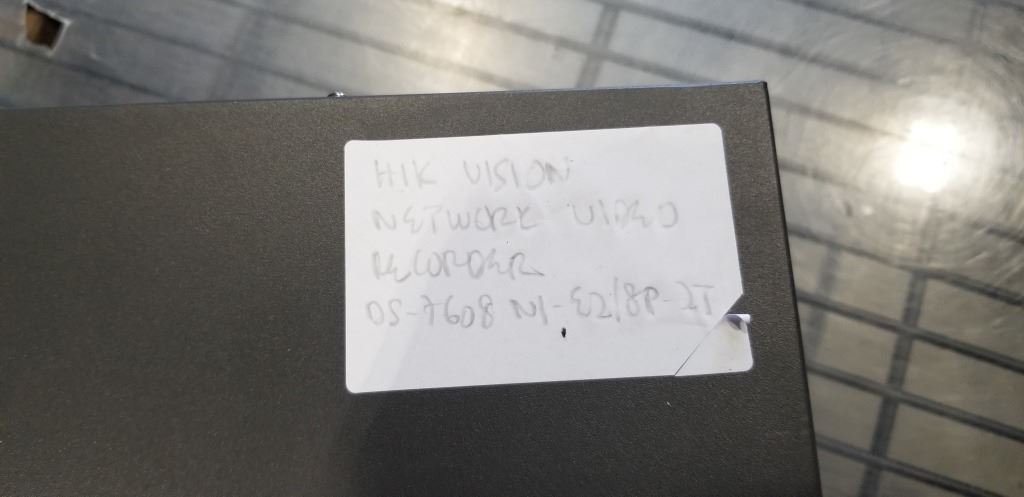 HIK VISION
NETWORK VIDEO
RECORDER
DS-7608 NI-E2/8P-2T